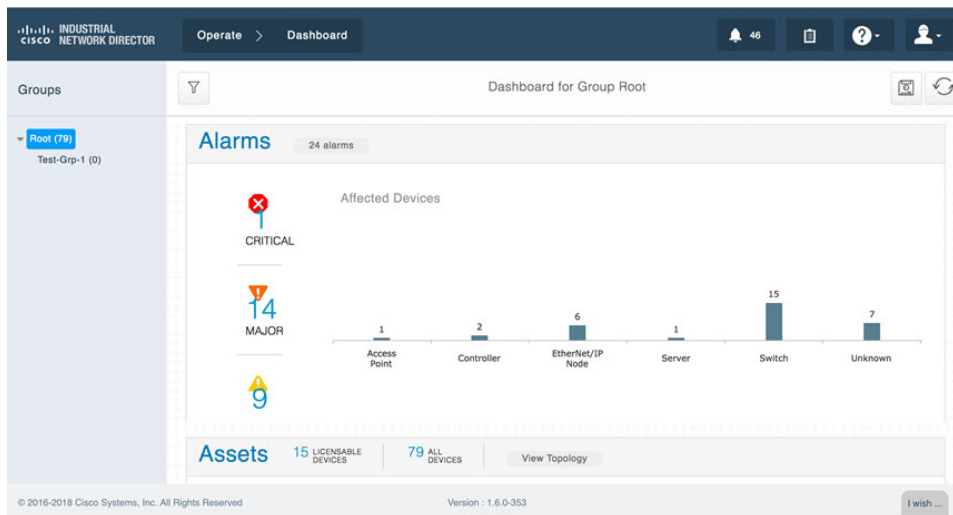 CISCO
INDUSTRIAL
NETWORK DIRECTOR
Operate > Dashboard
46
?
Groups
Dashboard for Group Root
Root (79)
Test-Grp-1 (0)
Alarms
24 alarms
1
CRITICAL
14
MAJOR
9
Affected Devices
1
2
6
1
15
7
Access
Point
Controller
EtherNet/IP
Node
Server
Switch
Unknown
Assets
15 LICENSABLE
DEVICES
79 ALL
DEVICES
View Topology
© 2016-2018 Cisco Systems, Inc. All Rights Reserved
Version : 1.6.0-353
I wish ...